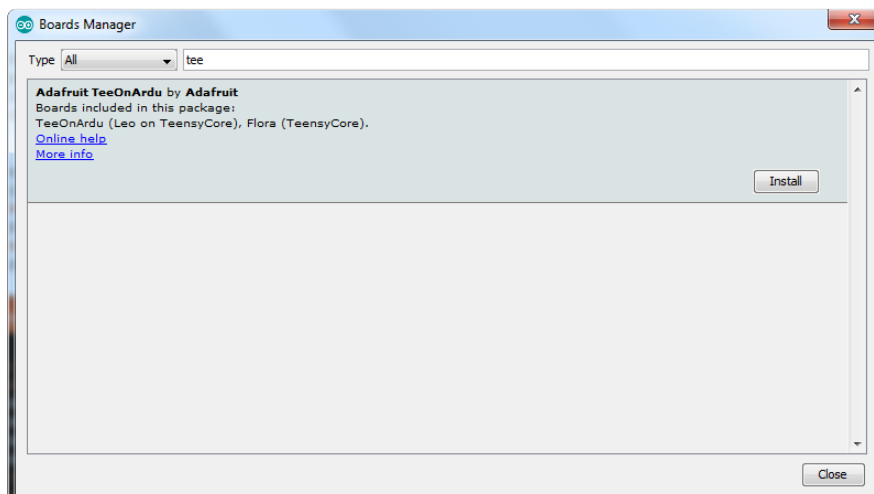 Boards Manager
Type All tee
Adafruit TeeOnArdu by Adafruit
Boards included in this package:
TeeOnArdu (Leo on TeensyCore), Flora (TeensyCore).
Online help
More info
Install
Close